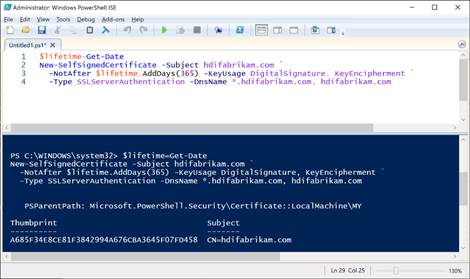 Administrator: Windows PowerShell ISE
File Edit View Tools Debug Add-ons Help
Untitled1.ps1* X
1 $lifetime=Get-Date
2 New-SelfSignedCertificate -Subject hdifabrikam.com `
3 -NotAfter $lifetime.AddDays(365) -KeyUsage DigitalSignature, KeyEncipherment `
4 -Type SSLServerAuthentication -DnsName *.hdifabrikam.com, hdifabrikam.com
PS C:\WINDOWS\system32> $lifetime=Get-Date
New-SelfSignedCertificate -Subject hdifabrikam.com `
-NotAfter $lifetime.AddDays(365) -KeyUsage DigitalSignature, KeyEncipherment `
-Type SSLServerAuthentication -DnsName *.hdifabrikam.com, hdifabrikam.com
PSParentPath: Microsoft.PowerShell.Security\Certificate::LocalMachine\MY
Thumbprint Subject
---------- -------
A685F34E8CE81F3842994A676CBA3645F07FD458 CN=hdifabrikam.com
Ln 29 Col 25 130%